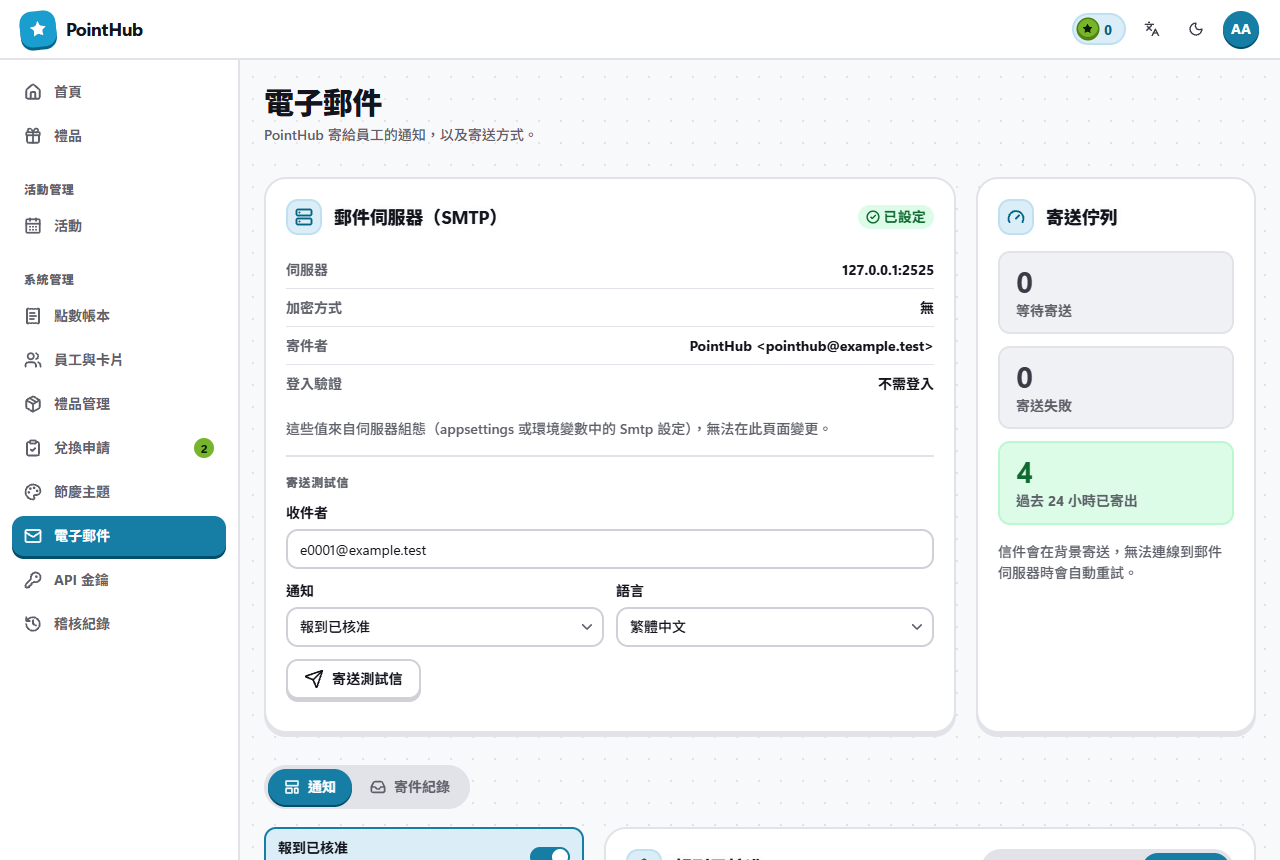 PointHub
0
AA
首頁
禮品
活動管理
活動
系統管理
點數帳本
員工與卡片
禮品管理
兌換申請
2
節慶主題
電子郵件
API 金鑰
稽核紀錄
電子郵件
PointHub 寄給員工的通知，以及寄送方式。
郵件伺服器（SMTP）
已設定
伺服器
127.0.0.1:2525
加密方式
無
寄件者
PointHub <pointhub@example.test>
登入驗證
不需登入
這些值來自伺服器組態（appsettings 或環境變數中的 Smtp 設定），無法在此頁面變更。
寄送測試信
收件者
e0001@example.test
通知
語言
報到已核准
繁體中文
寄送測試信
寄送佇列
0
等待寄送
0
寄送失敗
4
過去 24 小時已寄出
信件會在背景寄送，無法連線到郵件
伺服器時會自動重試。
通知
寄件紀錄
報到已核准